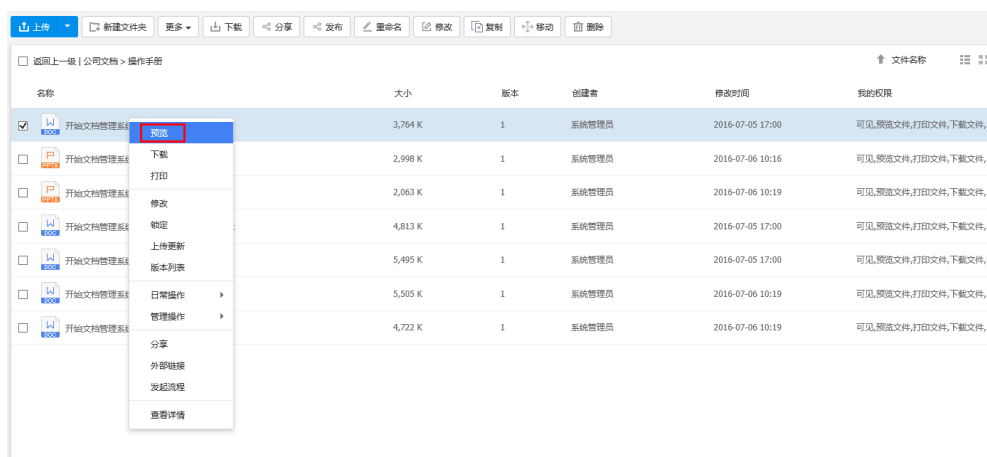 上传 新建文件夹 更多 下载 分享 发布 重命名 修改 复制 移动 删除
返回上一级 | 公司文档 > 操作手册 文件名称
名称 大小 版本 创建者 修改时间 我的权限
DOC 开始文档管理系统 3,764 K 1 系统管理员 2016-07-05 17:00 可见,预览文件,打印文件,下载文件,
PPTX 开始文档管理系 2,998 K 1 系统管理员 2016-07-06 10:16 可见,预览文件,打印文件,下载文件,
PPTX 开始文档管理系 2,063 K 1 系统管理员 2016-07-06 10:19 可见,预览文件,打印文件,下载文件,
DOC 开始文档管理系 4,813 K 1 系统管理员 2016-07-05 17:00 可见,预览文件,打印文件,下载文件,
DOC 开始文档管理系 5,495 K 1 系统管理员 2016-07-05 17:00 可见,预览文件,打印文件,下载文件,
DOC 开始文档管理系 5,505 K 1 系统管理员 2016-07-06 10:19 可见,预览文件,打印文件,下载文件,
DOC 开始文档管理系 4,722 K 1 系统管理员 2016-07-06 10:19 可见,预览文件,打印文件,下载文件,
预览
下载
打印
修改
锁定
上传更新
版本列表
日常操作
管理操作
分享
外部链接
发起流程
查看详情